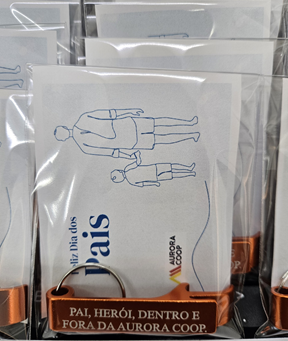 Feliz Dia dos
Pais
AURORA
COOP
PAI, HERÓI, DENTRO E
FORA DA AURORA COOP.